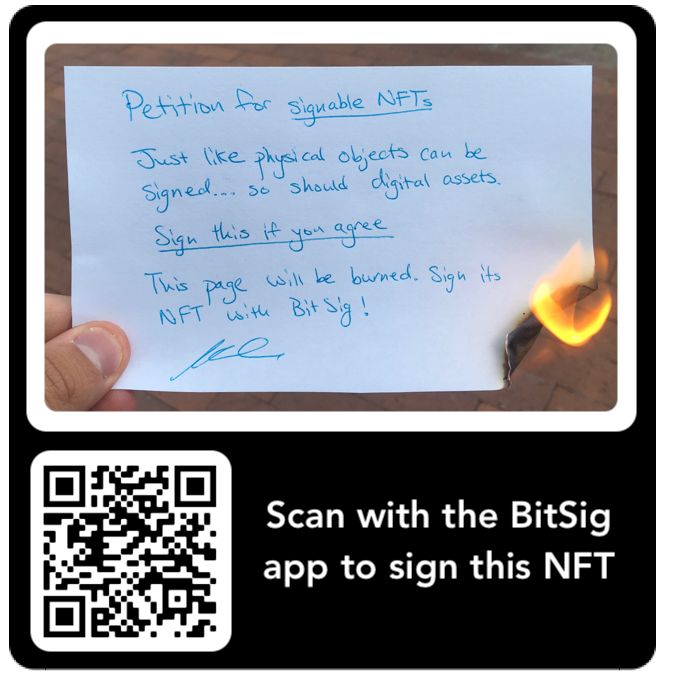 Petition for signable NFTs
Just like physical objects can be
signed... so should digital assets.
Sign this if you agree
This page will be burned. Sign its
NFT with BitSig!
Scan with the BitSig
app to sign this NFT